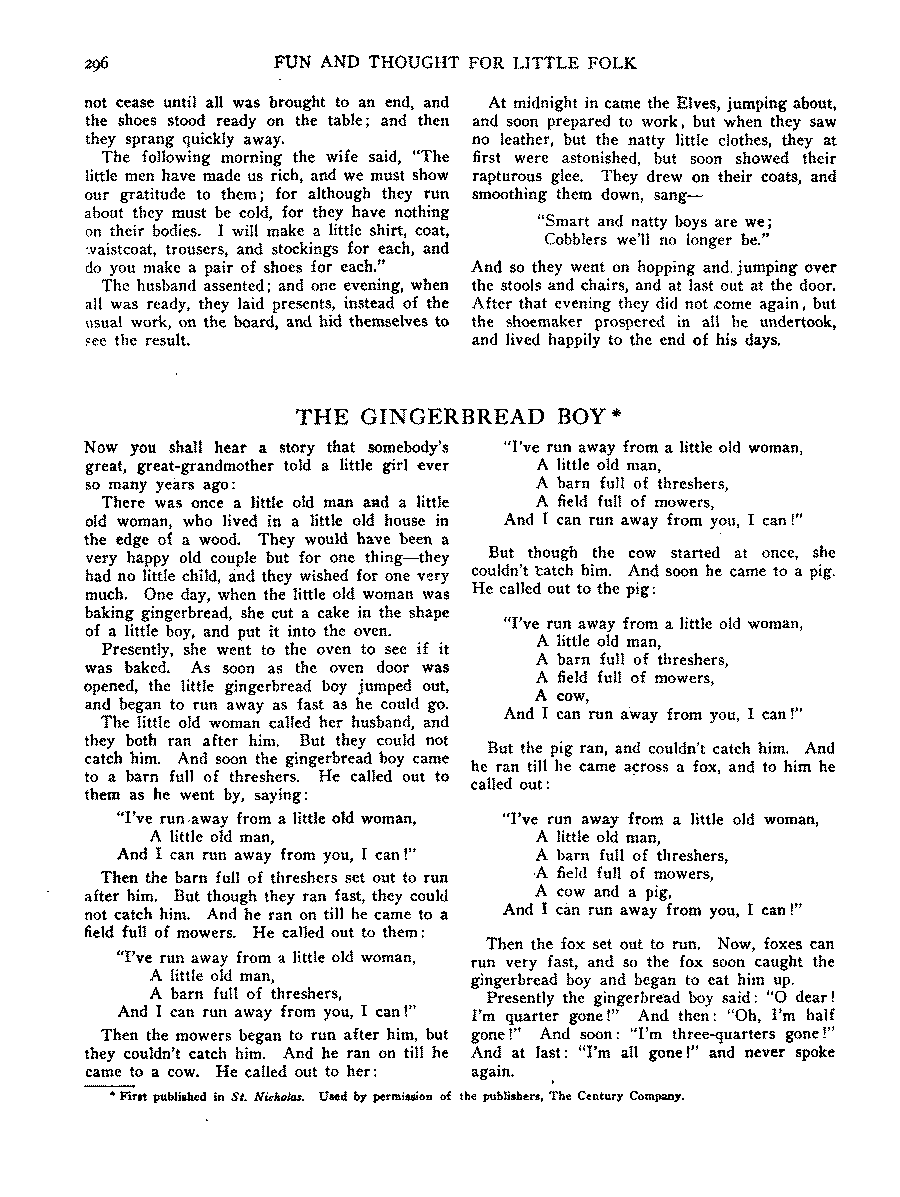 296 FUN AND THOUGHT FOR LITTLE FOLK
not cease until all was brought to an end, and
the shoes stood ready on the table; and then
they sprang quickly away.
The following morning the wife said, "The
little men have made us rich, and we must show
our gratitude to them; for although they run
about they must be cold, for they have nothing
on their bodies. I will make a little shirt, coat,
waistcoat, trousers, and stockings for each, and
do you make a pair of shoes for each."
The husband assented; and one evening, when
all was ready, they laid presents, instead of the
usual work, on the board, and hid themselves to
see the result.
At midnight in came the Elves, jumping about,
and soon prepared to work, but when they saw
no leather, but the natty little clothes, they at
first were astonished, but soon showed their
rapturous glee. They drew on their coats, and
smoothing them down, sang—
"Smart and natty boys are we;
Cobblers we'll no longer be."
And so they went on hopping and jumping over
the stools and chairs, and at last out at the door.
After that evening they did not come again, but
the shoemaker prospered in all he undertook,
and lived happily to the end of his days.
THE GINGERBREAD BOY*
Now you shall hear a story that somebody's
great, great-grandmother told a little girl ever
so many years ago:
There was once a little old man and a little
old woman, who lived in a little old house in
the edge of a wood. They would have been a
very happy old couple but for one thing—they
had no little child, and they wished for one very
much. One day, when the little old woman was
baking gingerbread, she cut a cake in the shape
of a little boy, and put it into the oven.
Presently, she went to the oven to see if it
was baked. As soon as the oven door was
opened, the little gingerbread boy jumped out,
and began to run away as fast as he could go.
The little old woman called her husband, and
they both ran after him. But they could not
catch him. And soon the gingerbread boy came
to a barn full of threshers. He called out to
them as he went by, saying:
"I've run away from a little old woman,
A little old man,
And I can run away from you, I can!"
Then the barn full of threshers set out to run
after him. But though they ran fast, they could
not catch him. And he ran on till he came to a
field full of mowers. He called out to them:
"I've run away from a little old woman,
A little old man,
A barn full of threshers,
And I can run away from you, I can!"
Then the mowers began to run after him, but
they couldn't catch him. And he ran on till he
came to a cow. He called out to her:
"I've run away from a little old woman,
A little old man,
A barn full of threshers,
A field full of mowers,
And I can run away from you, I can!"
But though the cow started at once, she
couldn't catch him. And soon he came to a pig.
He called out to the pig:
"I've run away from a little old woman,
A little old man,
A barn full of threshers,
A field full of mowers,
A cow,
And I can run away from you, I can!"
But the pig ran, and couldn't catch him. And
he ran till he came across a fox, and to him he
called out:
"I've run away from a little old woman,
A little old man,
A barn full of threshers,
A field full of mowers,
A cow and a pig,
And I can run away from you, I can!"
Then the fox set out to run. Now, foxes can
run very fast, and so the fox soon caught the
gingerbread boy and began to eat him up.
Presently the gingerbread boy said: "O dear!
I'm quarter gone!" And then: "Oh, I'm half
gone!" And soon: "I'm three-quarters gone!"
And at last: "I'm all gone!" and never spoke
again.
* First published in St. Nicholas. Used by permission of the publishers, The Century Company.